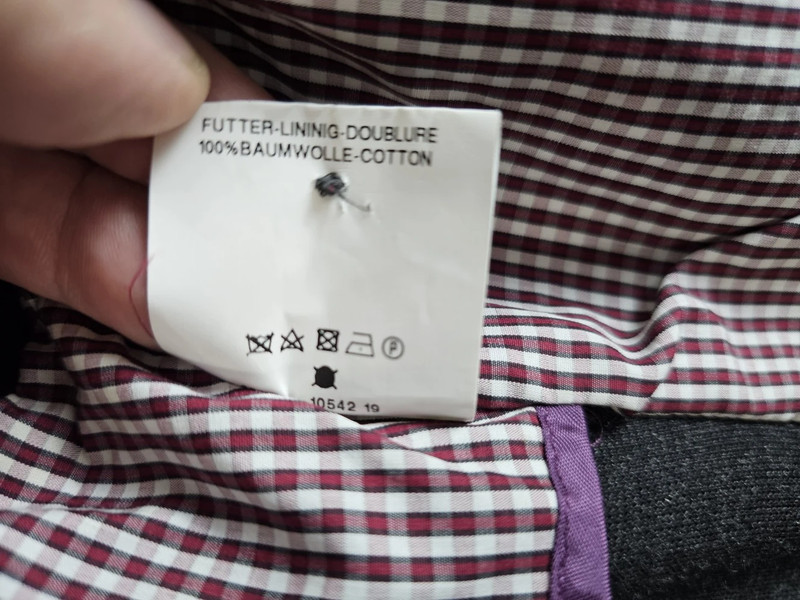 FUTTER-LININIG-DOUBLURE
100%BAUMWOLLE-COTTON
P
10542 19